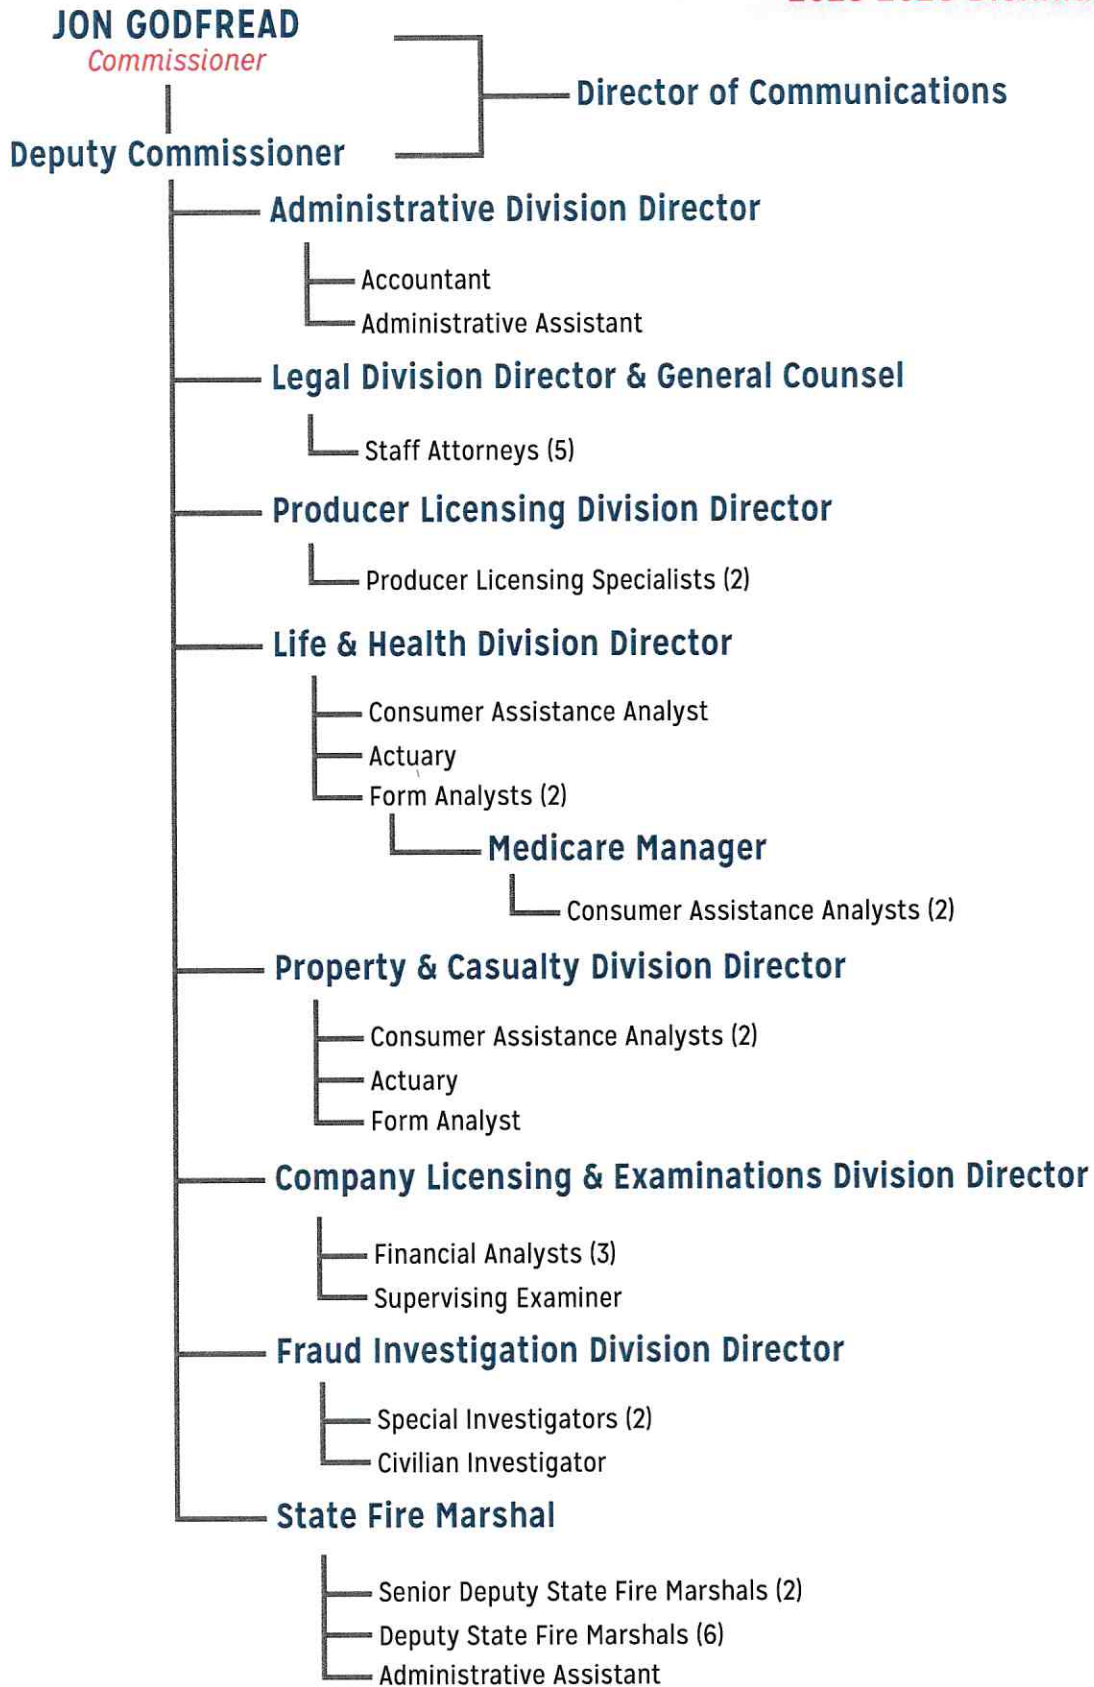 JON GODFREAD
Commissioner
Director of Communications
Deputy Commissioner
Administrative Division Director
Accountant
Administrative Assistant
Legal Division Director & General Counsel
Staff Attorneys (5)
Producer Licensing Division Director
Producer Licensing Specialists (2)
Life & Health Division Director
Consumer Assistance Analyst
Actuary
Form Analysts (2)
Medicare Manager
Consumer Assistance Analysts (2)
Property & Casualty Division Director
Consumer Assistance Analysts (2)
Actuary
Form Analyst
Company Licensing & Examinations Division Director
Financial Analysts (3)
Supervising Examiner
Fraud Investigation Division Director
Special Investigators (2)
Civilian Investigator
State Fire Marshal
Senior Deputy State Fire Marshals (2)
Deputy State Fire Marshals (6)
Administrative Assistant